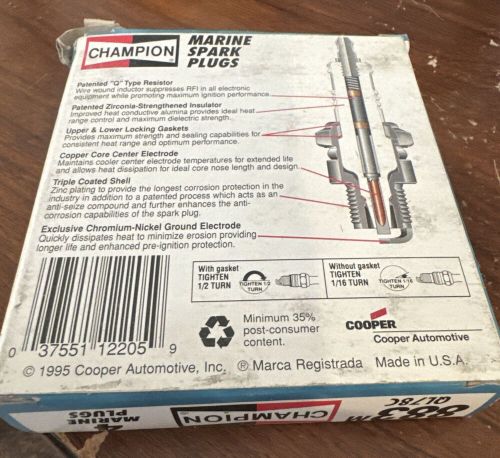 CHAMPION
MARINE
SPARK
PLUGS
Patented "Q" Type Resistor
Wire wound inductor suppresses RFI in all electronic
equipment while promoting maximum ignition performance.
Patented Zirconia-Strengthened Insulator
Improved heat conductive alumina provides ideal heat
range control and maximum dielectric strength.
Upper & Lower Locking Gaskets
Provides maximum strength and sealing capabilities for
consistent heat range and optimum performance.
Copper Core Center Electrode
Maintains cooler center electrode temperatures for extended life
and allows heat dissipation for ideal core nose length and design.
Triple Coated Shell
Zinc plating to provide the longest corrosion protection in the
industry in addition to a patented process which acts as an
anti-seize compound and further enhances the anti-
corrosion capabilities of the spark plug.
Exclusive Chromium-Nickel Ground Electrode
Quickly dissipates heat to minimize erosion providing
longer life and enhanced pre-ignition protection.
With gasket
TIGHTEN
1/2 TURN
TIGHTEN 1/2
TURN
Without gasket
TIGHTEN
1/16 TURN
TIGHTEN 1/16
TURN
Minimum 35%
post-consumer
content.
COOPER
Cooper Automotive
0 37551 12205 9
© 1995 Cooper Automotive, Inc. ® Marca Registrada Made in U.S.A.
MARINE
PLUGS
CHAMPION
883M
QL78C